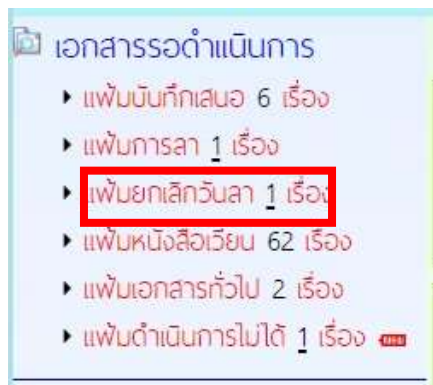 เอกสารรอดำเนินการ
แฟ้มบันทึกเสนอ 6 เรื่อง
แฟ้มการลา 1 เรื่อง
แฟ้มยกเลิกวันลา 1 เรื่อง
แฟ้มหนังสือเวียน 62 เรื่อง
แฟ้มเอกสารทั่วไป 2 เรื่อง
แฟ้มดำเนินการไม่ได้ 1 เรื่อง